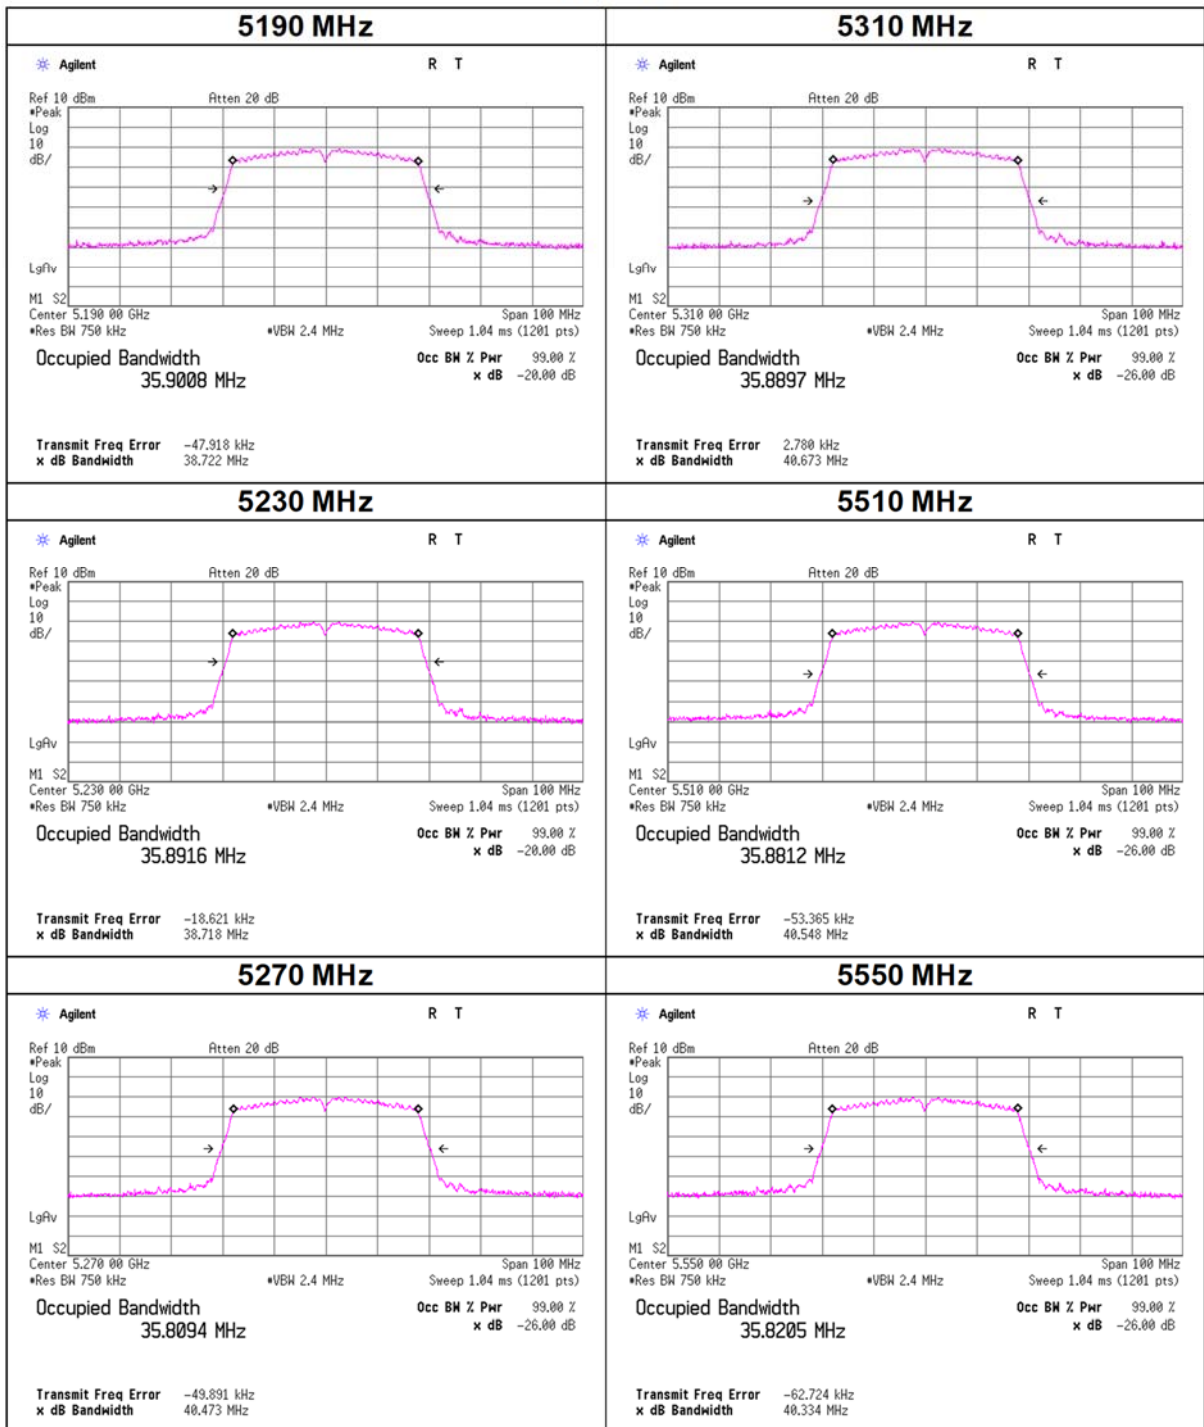 5190 MHz
Agilent R T
Ref 10 dBm Atten 20 dB
*Peak
Log
10
dB/
LgAv
M1 S2
Center 5.190 00 GHz Span 100 MHz
*Res BW 750 kHz *VBW 2.4 MHz Sweep 1.04 ms (1201 pts)
Occupied Bandwidth Occ BW % Pwr 99.00 %
35.9008 MHz x dB -20.00 dB
Transmit Freq Error -47.918 kHz
x dB Bandwidth 38.722 MHz
5310 MHz
Agilent R T
Ref 10 dBm Atten 20 dB
*Peak
Log
10
dB/
LgAv
M1 S2
Center 5.310 00 GHz Span 100 MHz
*Res BW 750 kHz *VBW 2.4 MHz Sweep 1.04 ms (1201 pts)
Occupied Bandwidth Occ BW % Pwr 99.00 %
35.8897 MHz x dB -26.00 dB
Transmit Freq Error 2.780 kHz
x dB Bandwidth 40.673 MHz
5230 MHz
Agilent R T
Ref 10 dBm Atten 20 dB
*Peak
Log
10
dB/
LgAv
M1 S2
Center 5.230 00 GHz Span 100 MHz
*Res BW 750 kHz *VBW 2.4 MHz Sweep 1.04 ms (1201 pts)
Occupied Bandwidth Occ BW % Pwr 99.00 %
35.8916 MHz x dB -20.00 dB
Transmit Freq Error -18.621 kHz
x dB Bandwidth 38.718 MHz
5510 MHz
Agilent R T
Ref 10 dBm Atten 20 dB
*Peak
Log
10
dB/
LgAv
M1 S2
Center 5.510 00 GHz Span 100 MHz
*Res BW 750 kHz *VBW 2.4 MHz Sweep 1.04 ms (1201 pts)
Occupied Bandwidth Occ BW % Pwr 99.00 %
35.8812 MHz x dB -26.00 dB
Transmit Freq Error -53.365 kHz
x dB Bandwidth 40.548 MHz
5270 MHz
Agilent R T
Ref 10 dBm Atten 20 dB
*Peak
Log
10
dB/
LgAv
M1 S2
Center 5.270 00 GHz Span 100 MHz
*Res BW 750 kHz *VBW 2.4 MHz Sweep 1.04 ms (1201 pts)
Occupied Bandwidth Occ BW % Pwr 99.00 %
35.8094 MHz x dB -26.00 dB
Transmit Freq Error -49.891 kHz
x dB Bandwidth 40.473 MHz
5550 MHz
Agilent R T
Ref 10 dBm Atten 20 dB
*Peak
Log
10
dB/
LgAv
M1 S2
Center 5.550 00 GHz Span 100 MHz
*Res BW 750 kHz *VBW 2.4 MHz Sweep 1.04 ms (1201 pts)
Occupied Bandwidth Occ BW % Pwr 99.00 %
35.8205 MHz x dB -26.00 dB
Transmit Freq Error -62.724 kHz
x dB Bandwidth 40.334 MHz